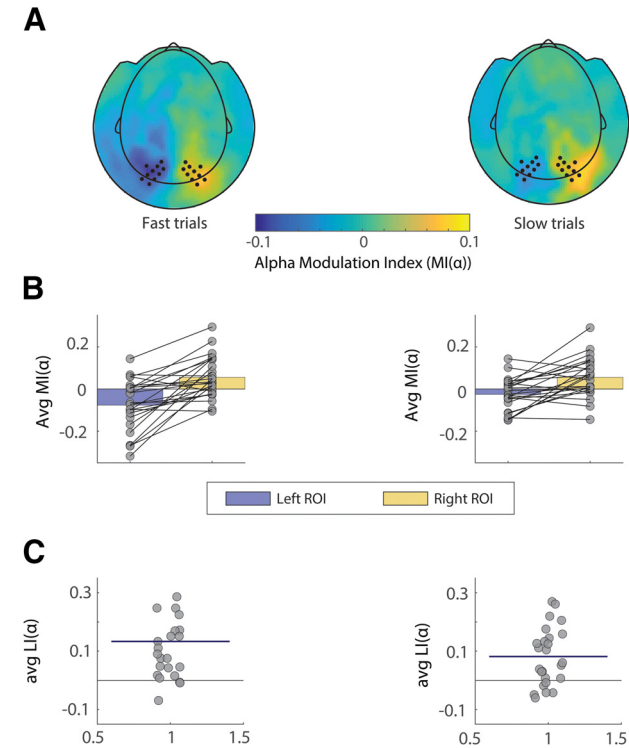 A
Fast trials
Slow trials
-0.1 0 0.1
Alpha Modulation Index (MI(α))
B
Avg MI(α)
0.2
0
-0.2
Avg MI(α)
0.2
0
-0.2
Left ROI Right ROI
C
avg LI(α)
0.3
0.1
-0.1
0.5 1 1.5
avg LI(α)
0.3
0.1
-0.1
0.5 1 1.5